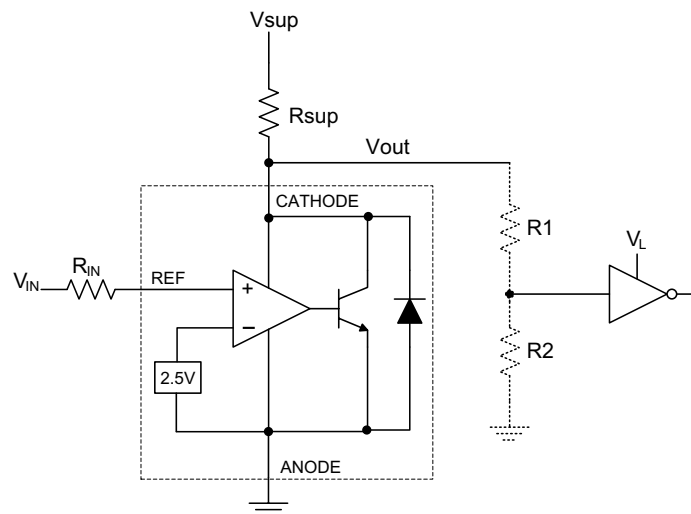 Vsup
Rsup
Vout
CATHODE
R1
RIN
VIN
REF
VL
+
−
2.5V
R2
ANODE